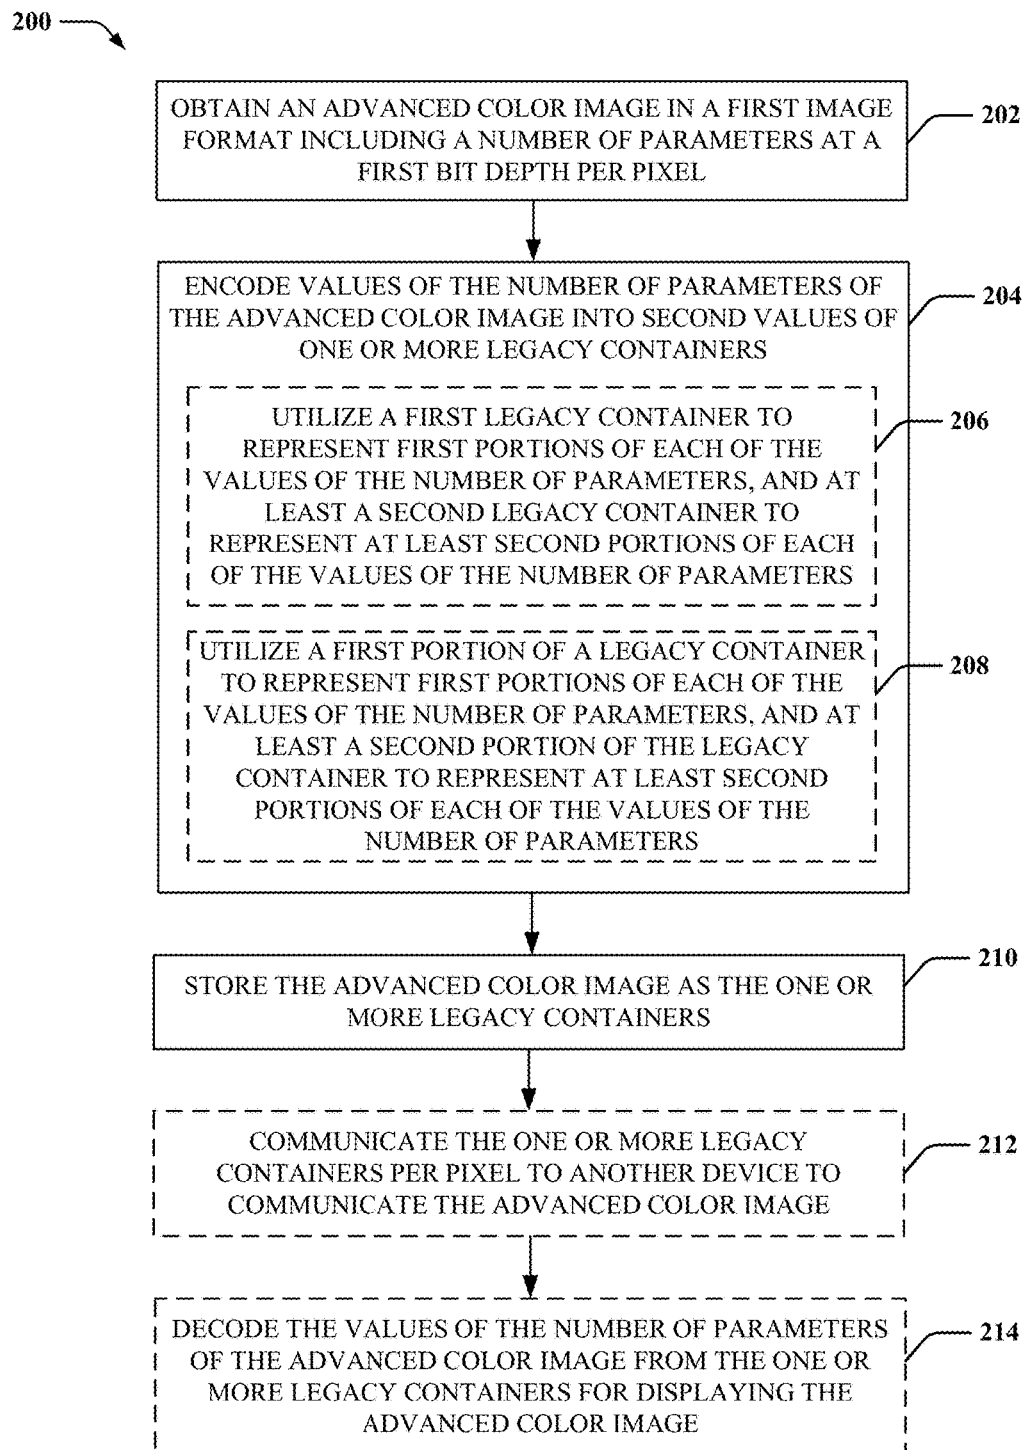 200
OBTAIN AN ADVANCED COLOR IMAGE IN A FIRST IMAGE
FORMAT INCLUDING A NUMBER OF PARAMETERS AT A
FIRST BIT DEPTH PER PIXEL
202
ENCODE VALUES OF THE NUMBER OF PARAMETERS OF
THE ADVANCED COLOR IMAGE INTO SECOND VALUES OF
ONE OR MORE LEGACY CONTAINERS
204
UTILIZE A FIRST LEGACY CONTAINER TO
REPRESENT FIRST PORTIONS OF EACH OF THE
VALUES OF THE NUMBER OF PARAMETERS, AND AT
LEAST A SECOND LEGACY CONTAINER TO
REPRESENT AT LEAST SECOND PORTIONS OF EACH
OF THE VALUES OF THE NUMBER OF PARAMETERS
206
UTILIZE A FIRST PORTION OF A LEGACY CONTAINER
TO REPRESENT FIRST PORTIONS OF EACH OF THE
VALUES OF THE NUMBER OF PARAMETERS, AND AT
LEAST A SECOND PORTION OF THE LEGACY
CONTAINER TO REPRESENT AT LEAST SECOND
PORTIONS OF EACH OF THE VALUES OF THE
NUMBER OF PARAMETERS
208
STORE THE ADVANCED COLOR IMAGE AS THE ONE OR
MORE LEGACY CONTAINERS
210
COMMUNICATE THE ONE OR MORE LEGACY
CONTAINERS PER PIXEL TO ANOTHER DEVICE TO
COMMUNICATE THE ADVANCED COLOR IMAGE
212
DECODE THE VALUES OF THE NUMBER OF PARAMETERS
OF THE ADVANCED COLOR IMAGE FROM THE ONE OR
MORE LEGACY CONTAINERS FOR DISPLAYING THE
ADVANCED COLOR IMAGE
214